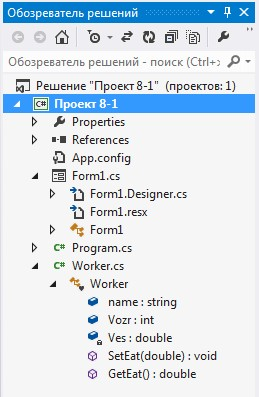 Обозреватель решений
Обозреватель решений - поиск (Ctrl+ж
Решение "Проект 8-1" (проектов: 1)
C# Проект 8-1
Properties
References
App.config
Form1.cs
Form1.Designer.cs
Form1.resx
Form1
C# Program.cs
C# Worker.cs
Worker
name : string
Vozr : int
Ves : double
SetEat(double) : void
GetEat() : double